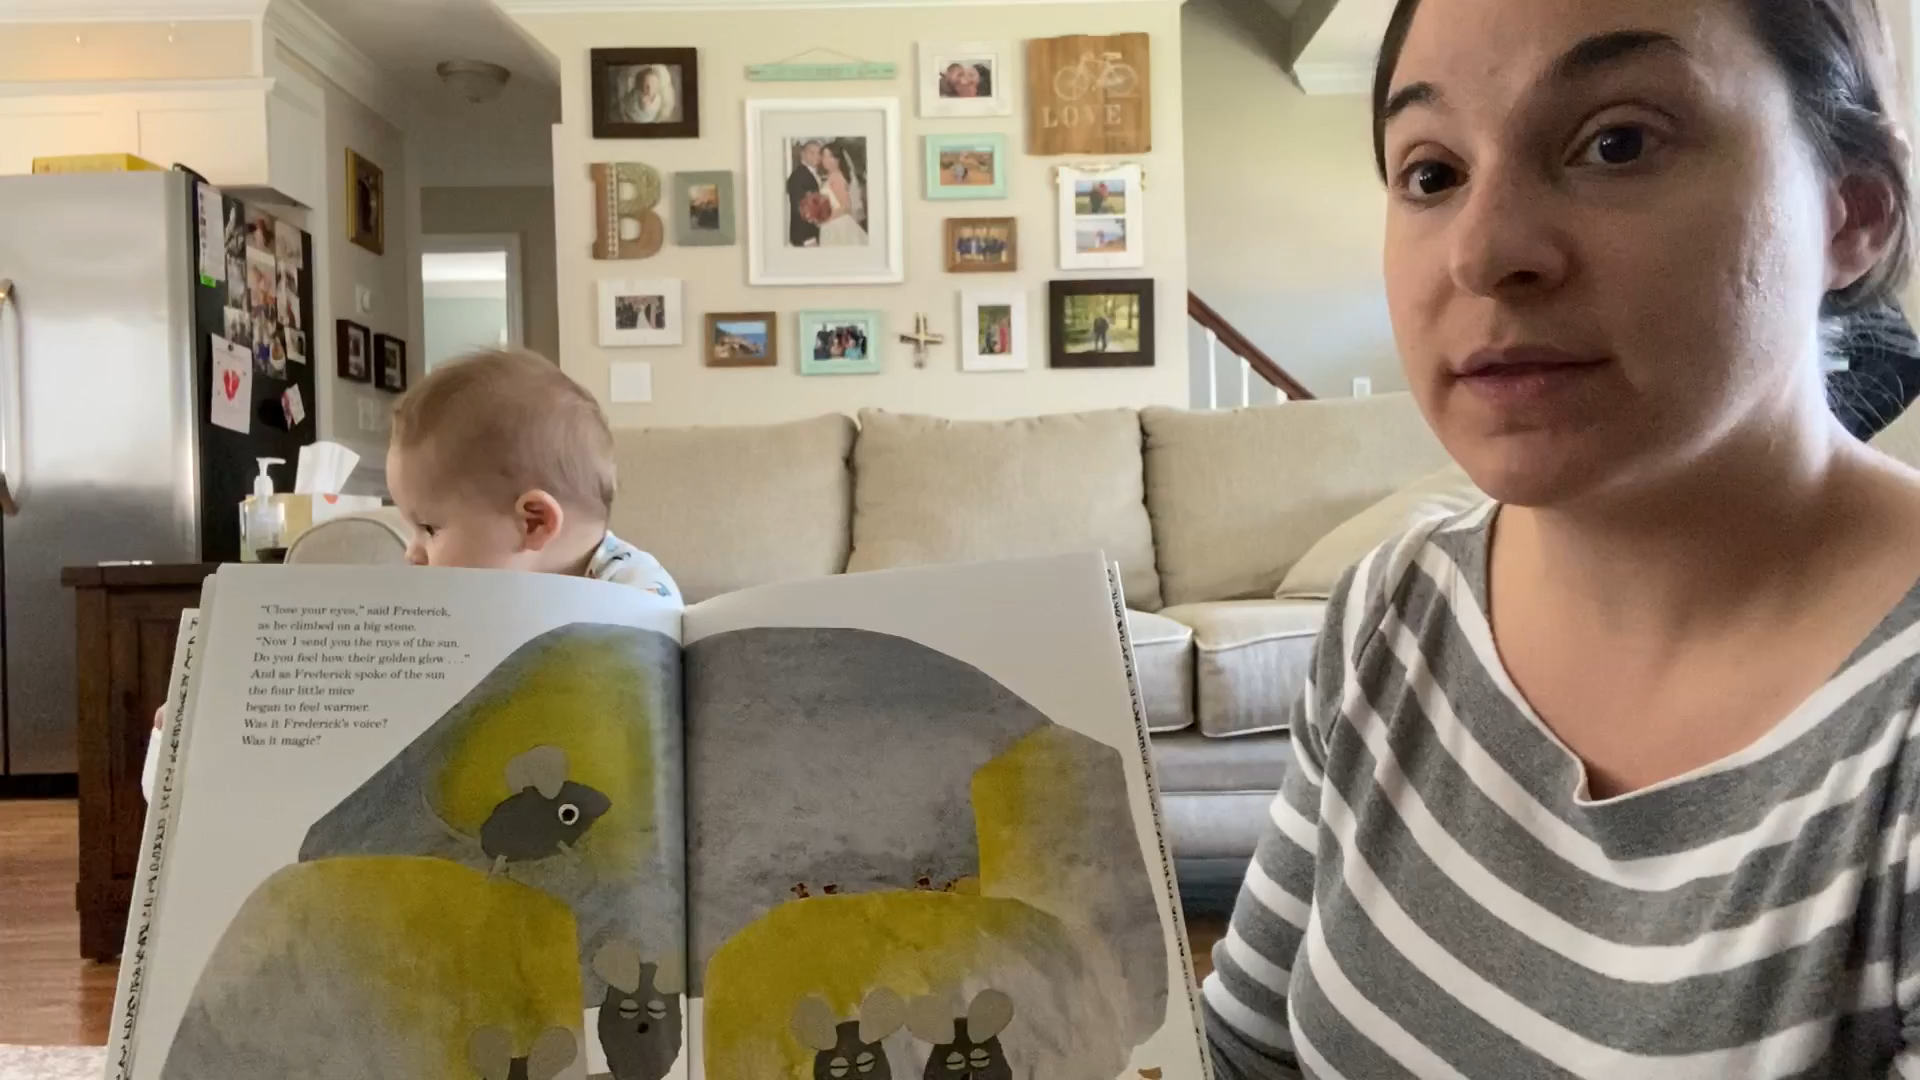 LOVE
B
"Close your eyes," said Frederick,
as he climbed on a big stone.
"Now I send you the rays of the sun.
Do you feel how their golden glow . . ."
And as Frederick spoke of the sun
the four little mice
began to feel warmer.
Was it Frederick's voice?
Was it magic?